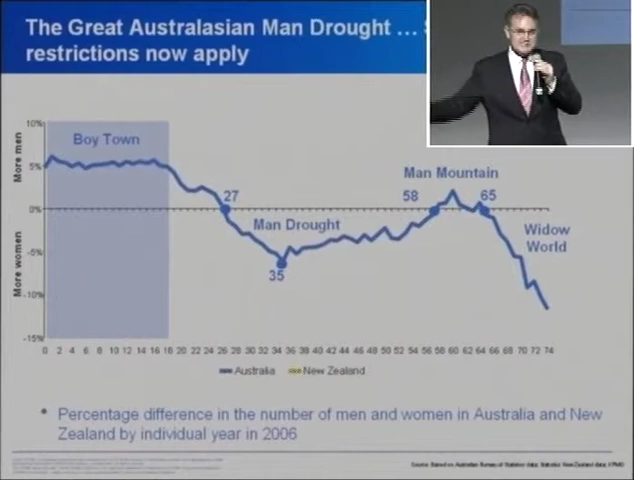 The Great Australasian Man Drought …
restrictions now apply
More men
More women
10%
5%
0%
-5%
-10%
-15%
Boy Town
27
Man Drought
35
Man Mountain
58
65
Widow
World
0 2 4 6 8 10 12 14 16 18 20 22 24 26 28 30 32 34 36 38 40 42 44 46 48 50 52 54 56 58 60 62 64 66 68 70 72 74
Australia New Zealand
• Percentage difference in the number of men and women in Australia and New
Zealand by individual year in 2006
Source: Based on Australian Bureau of Statistics data; Statistics New Zealand data; KPMG